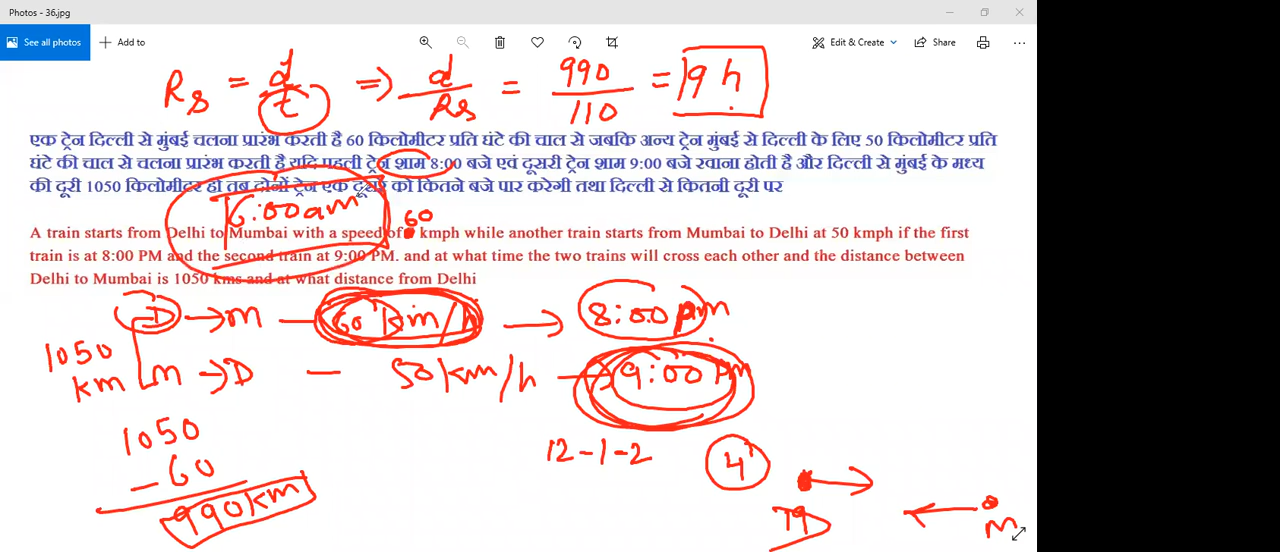 Photos - 36.jpg
See all photos
Add to
Edit & Create
Share
Rs = d/t ⇒ d/Rs = 990/110 = 9 h
एक ट्रेन दिल्ली से मुंबई चलना प्रारंभ करती है 60 किलोमीटर प्रति घंटे की चाल से जबकि अन्य ट्रेन मुंबई से दिल्ली के लिए 50 किलोमीटर प्रति
घंटे की चाल से चलना प्रारंभ करती है यदि पहली ट्रेन शाम 8:00 बजे एवं दूसरी ट्रेन शाम 9:00 बजे रवाना होती है और दिल्ली से मुंबई के मध्य
की दूरी 1050 किलोमीटर हो तब दोनों ट्रेन एक दूसरे को कितने बजे पार करेगी तथा दिल्ली से कितनी दूरी पर
6:00am
60
A train starts from Delhi to Mumbai with a speed of kmph while another train starts from Mumbai to Delhi at 50 kmph if the first
train is at 8:00 PM and the second train at 9:00 PM. and at what time the two trains will cross each other and the distance between
Delhi to Mumbai is 1050 kms and at what distance from Delhi
D → m — 60 km/h → 8:00 pm
1050
km
m → D — 50 km/h — 9:00 pm
1050
- 60
990km
12-1-2
4
m